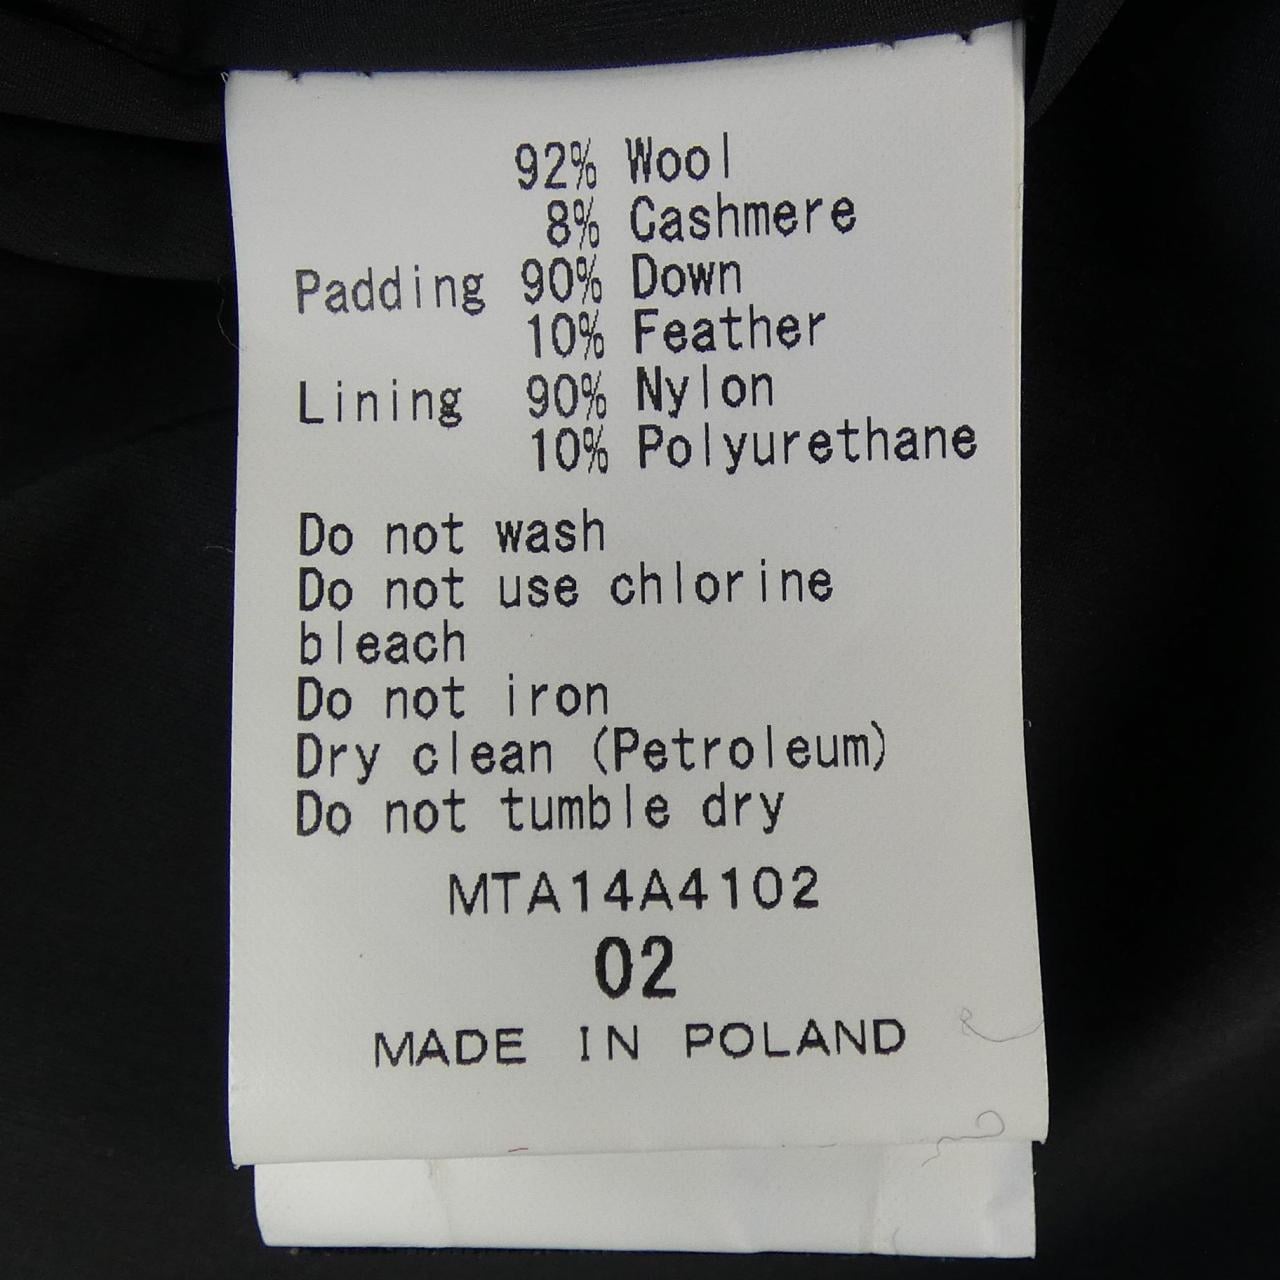 92% Wool
8% Cashmere
Padding 90% Down
10% Feather
Lining 90% Nylon
10% Polyurethane
Do not wash
Do not use chlorine
bleach
Do not iron
Dry clean (Petroleum)
Do not tumble dry
MTA14A4102
02
MADE IN POLAND